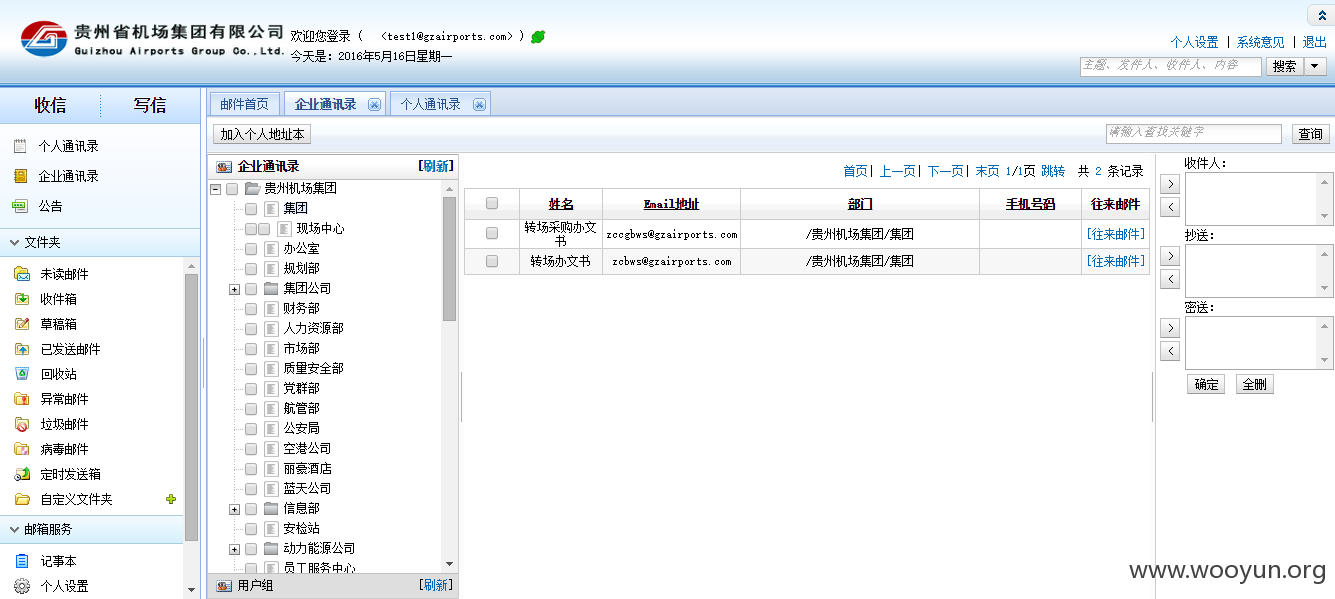 贵州省机场集团有限公司
Guizhou Airports Group Co.,Ltd.
欢迎您登录 ( <test1@gzairports.com> )
今天是: 2016年5月16日星期一
个人设置 | 系统意见 | 退出
主题、发件人、收件人、内容
搜索
收信 写信
邮件首页 企业通讯录 个人通讯录
加入个人地址本
请输入查找关键字
查询
个人通讯录
企业通讯录
公告
文件夹
未读邮件
收件箱
草稿箱
已发送邮件
回收站
异常邮件
垃圾邮件
病毒邮件
定时发送箱
自定义文件夹
邮箱服务
记事本
个人设置
企业通讯录 [刷新]
贵州机场集团
集团
现场中心
办公室
规划部
集团公司
财务部
人力资源部
市场部
质量安全部
党群部
航管部
公安局
空港公司
丽豪酒店
蓝天公司
信息部
安检站
动力能源公司
员工服务中心
用户组 [刷新]
首页| 上一页| 下一页| 末页 1/1页 跳转 共 2 条记录
姓名 Email地址 部门 手机号码 往来邮件
转场采购办文书 zccgbws@gzairports.com /贵州机场集团/集团 [往来邮件]
转场办文书 zcbws@gzairports.com /贵州机场集团/集团 [往来邮件]
收件人:
抄送:
密送:
确定 全删
www.wooyun.org